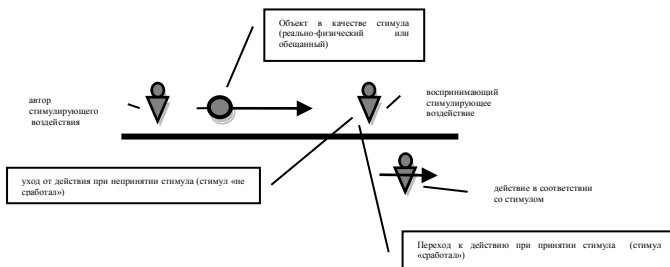 Объект в качестве стимула
(реально-физический или
обещанный)
автор
стимулирующего
воздействия
воспринимающий
стимулирующее
воздействие
уход от действия при непринятии стимула (стимул «не
сработал»)
действие в соответствии
со стимулом
Переход к действию при принятии стимула (стимул
«сработал»)